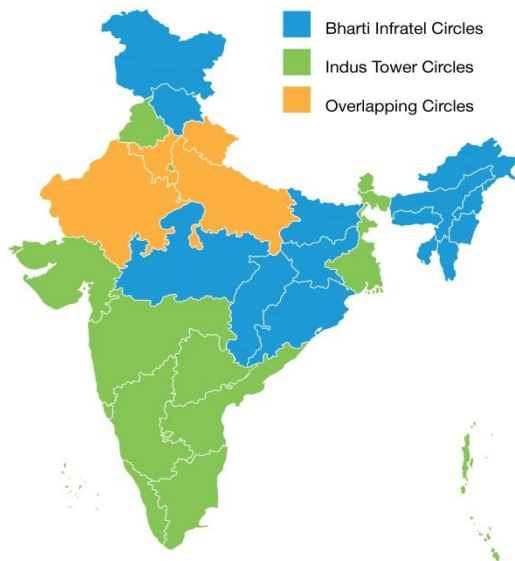 Bharti Infratel Circles
Indus Tower Circles
Overlapping Circles